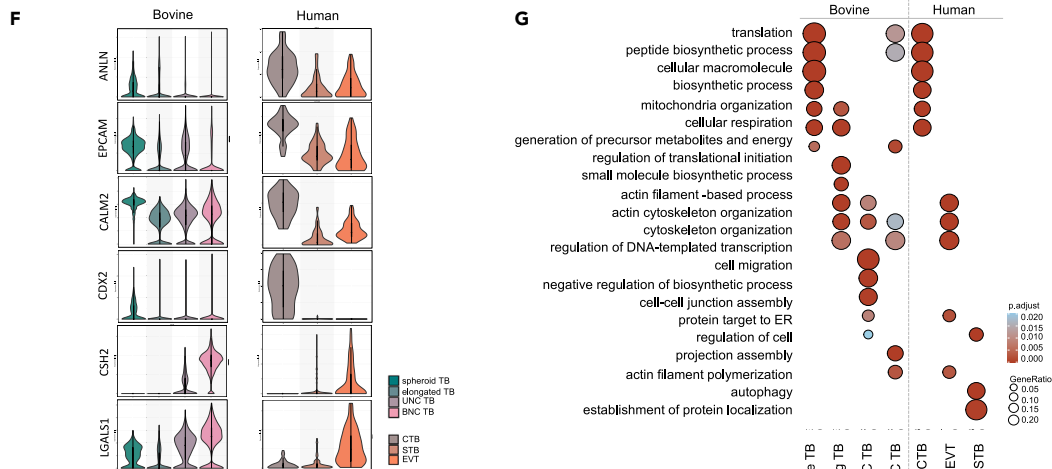 F
Bovine
Human
ANLN
EPCAM
CALM2
CDX2
CSH2
LGALS1
spheroid TB
elongated TB
UNC TB
BNC TB
CTB
STB
EVT
G
Bovine
Human
translation
peptide biosynthetic process
cellular macromolecule
biosynthetic process
mitochondria organization
cellular respiration
generation of precursor metabolites and energy
regulation of translational initiation
small molecule biosynthetic process
actin filament -based process
actin cytoskeleton organization
cytoskeleton organization
regulation of DNA-templated transcription
cell migration
negative regulation of biosynthetic process
cell-cell junction assembly
protein target to ER
regulation of cell
projection assembly
actin filament polymerization
autophagy
establishment of protein localization
e TB
g TB
C TB
C TB
CTB
EVT
STB
p.adjust
0.020
0.015
0.010
0.005
0.000
GeneRatio
0.05
0.10
0.15
0.20